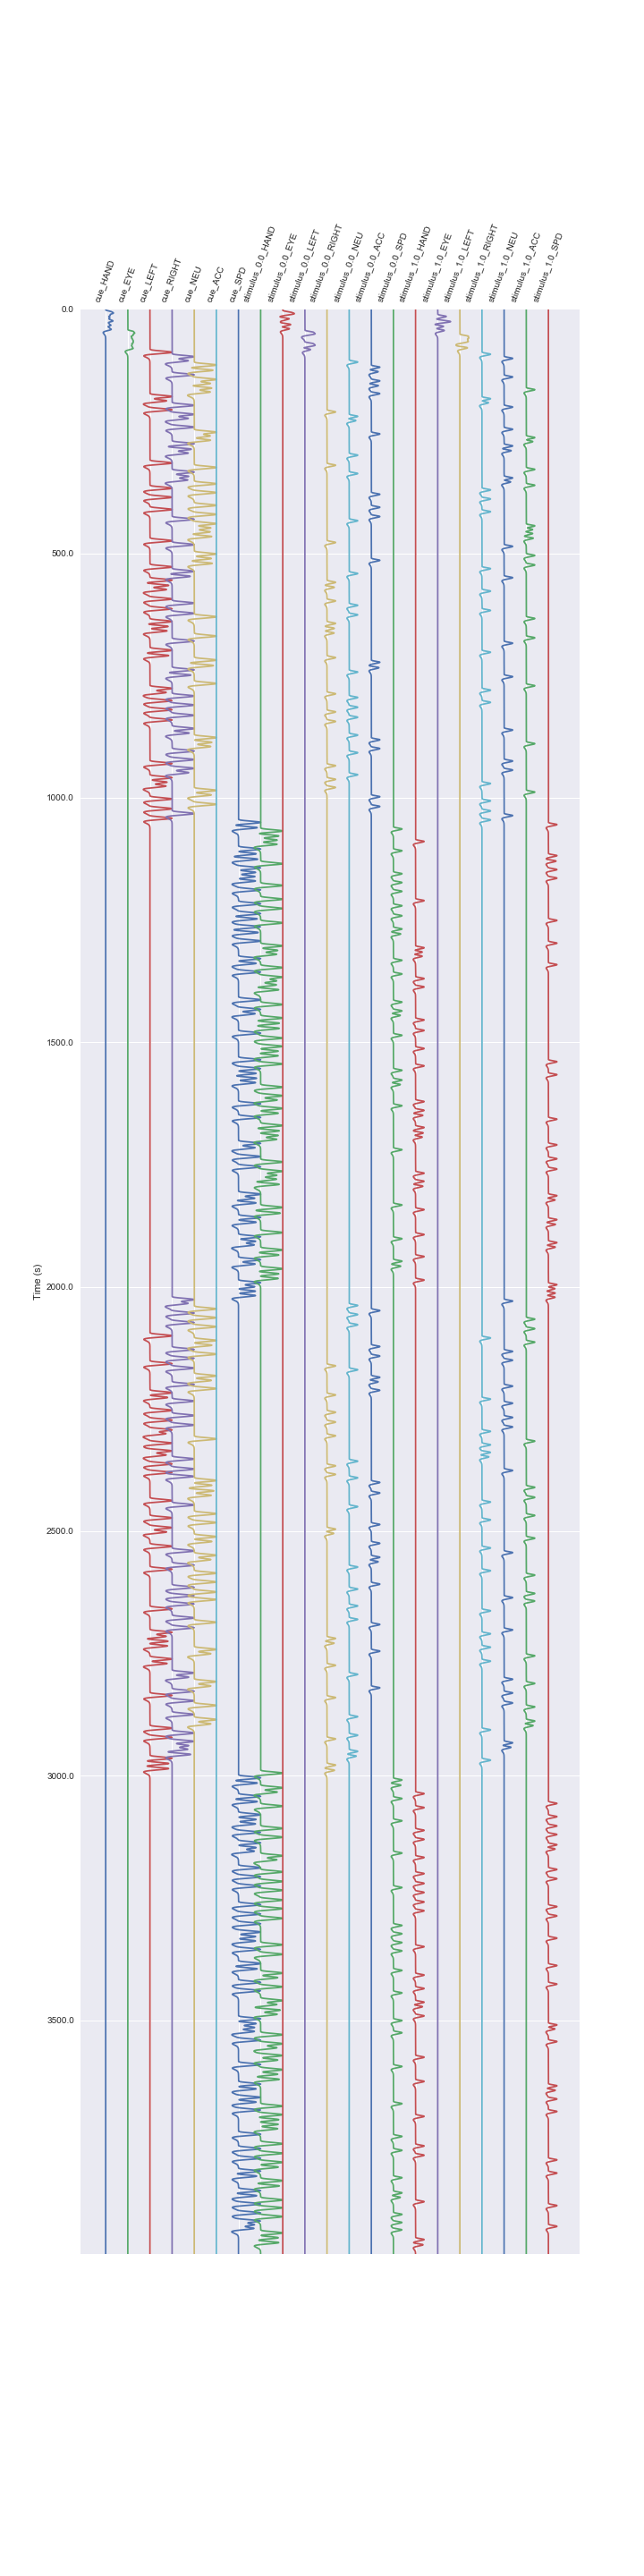 cue_HAND
cue_EYE
cue_LEFT
cue_RIGHT
cue_NEU
cue_ACC
cue_SPD
stimulus_0.0_HAND
stimulus_0.0_EYE
stimulus_0.0_LEFT
stimulus_0.0_RIGHT
stimulus_0.0_NEU
stimulus_0.0_ACC
stimulus_0.0_SPD
stimulus_1.0_HAND
stimulus_1.0_EYE
stimulus_1.0_LEFT
stimulus_1.0_RIGHT
stimulus_1.0_NEU
stimulus_1.0_ACC
stimulus_1.0_SPD
0.0
500.0
1000.0
1500.0
2000.0
2500.0
3000.0
3500.0
Time (s)